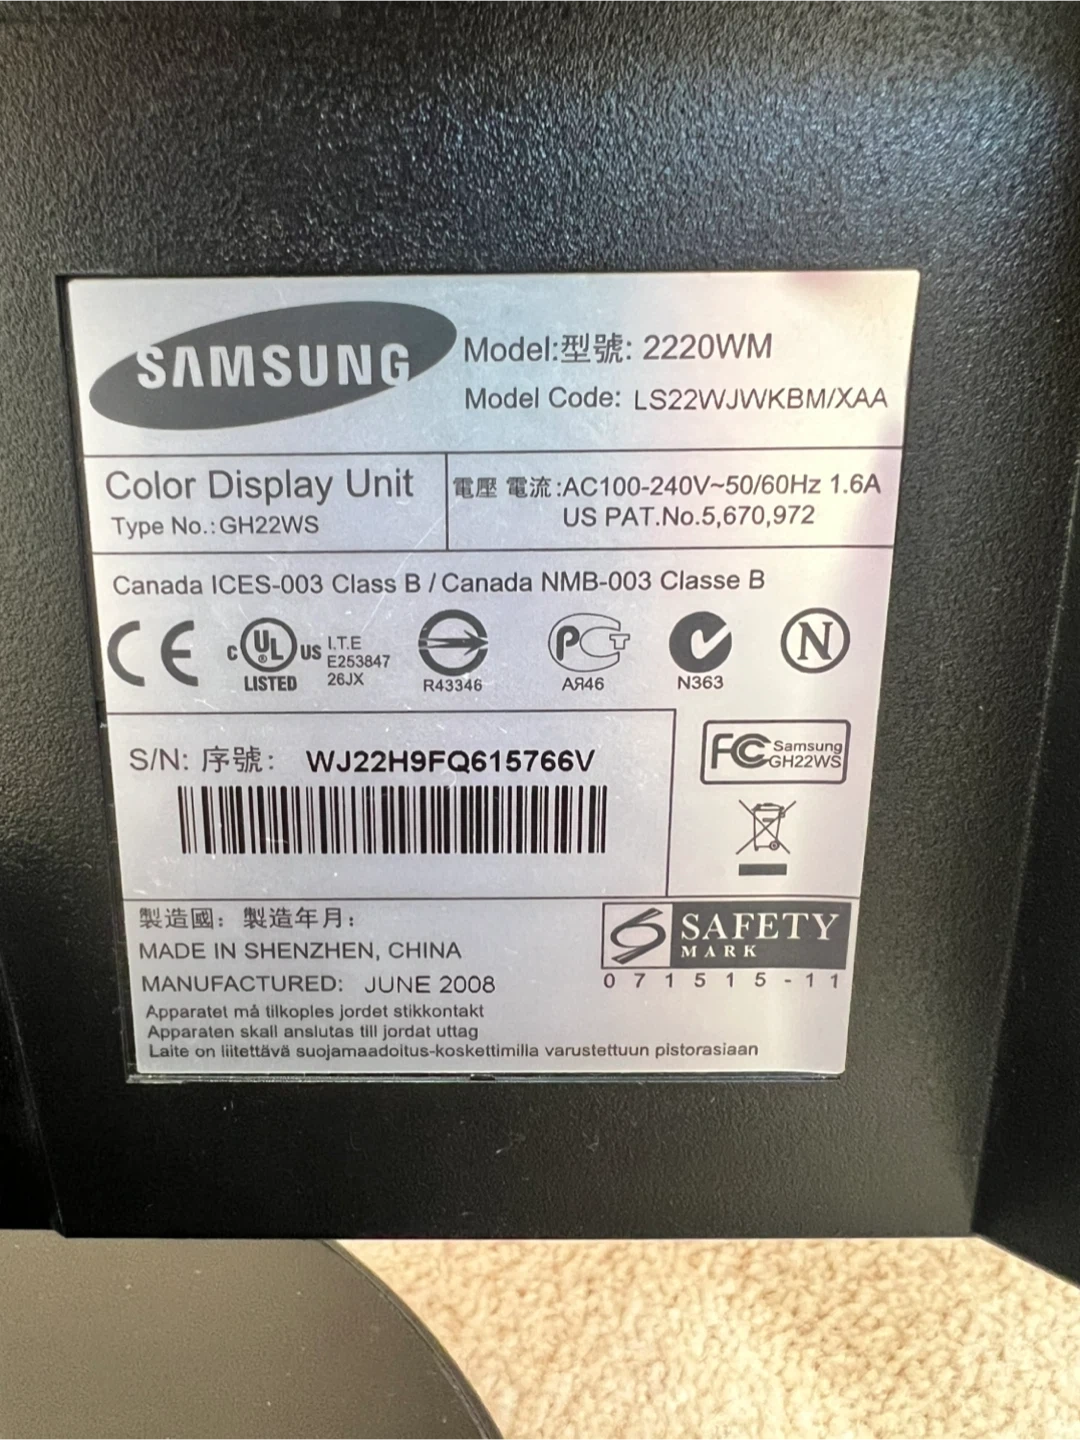 SAMSUNG
Model:型號: 2220WM
Model Code: LS22WJWKBM/XAA
Color Display Unit
Type No.:GH22WS
電壓 電流:AC100-240V~50/60Hz 1.6A
US PAT.No.5,670,972
Canada ICES-003 Class B / Canada NMB-003 Classe B
CE
c UL ® US
LISTED
I.T.E
E253847
26JX
R43346
PCT
АЯ46
N363
N
S/N: 序號: WJ22H9FQ615766V
FC Samsung
GH22WS
製造國: 製造年月:
MADE IN SHENZHEN, CHINA
MANUFACTURED: JUNE 2008
SAFETY
MARK
071515-11
Apparatet må tilkoples jordet stikkontakt
Apparaten skall anslutas till jordat uttag
Laite on liitettävä suojamaadoitus-koskettimilla varustettuun pistorasiaan